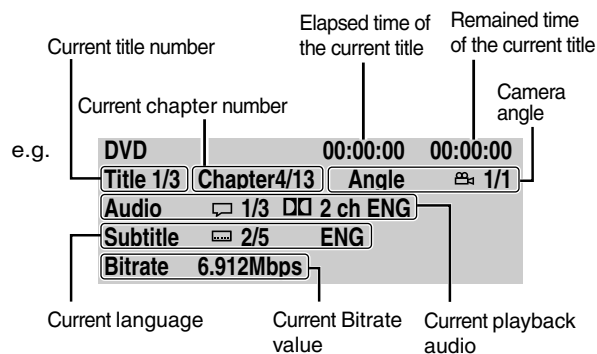 Elapsed time of
the current title
Remained time
of the current title
Current title number
Camera
angle
Current chapter number
e.g.
DVD 00:00:00 00:00:00
Title 1/3 Chapter4/13 Angle 1/1
Audio 1/3 2 ch ENG
Subtitle 2/5 ENG
Bitrate 6.912Mbps
Current language
Current Bitrate
value
Current playback
audio